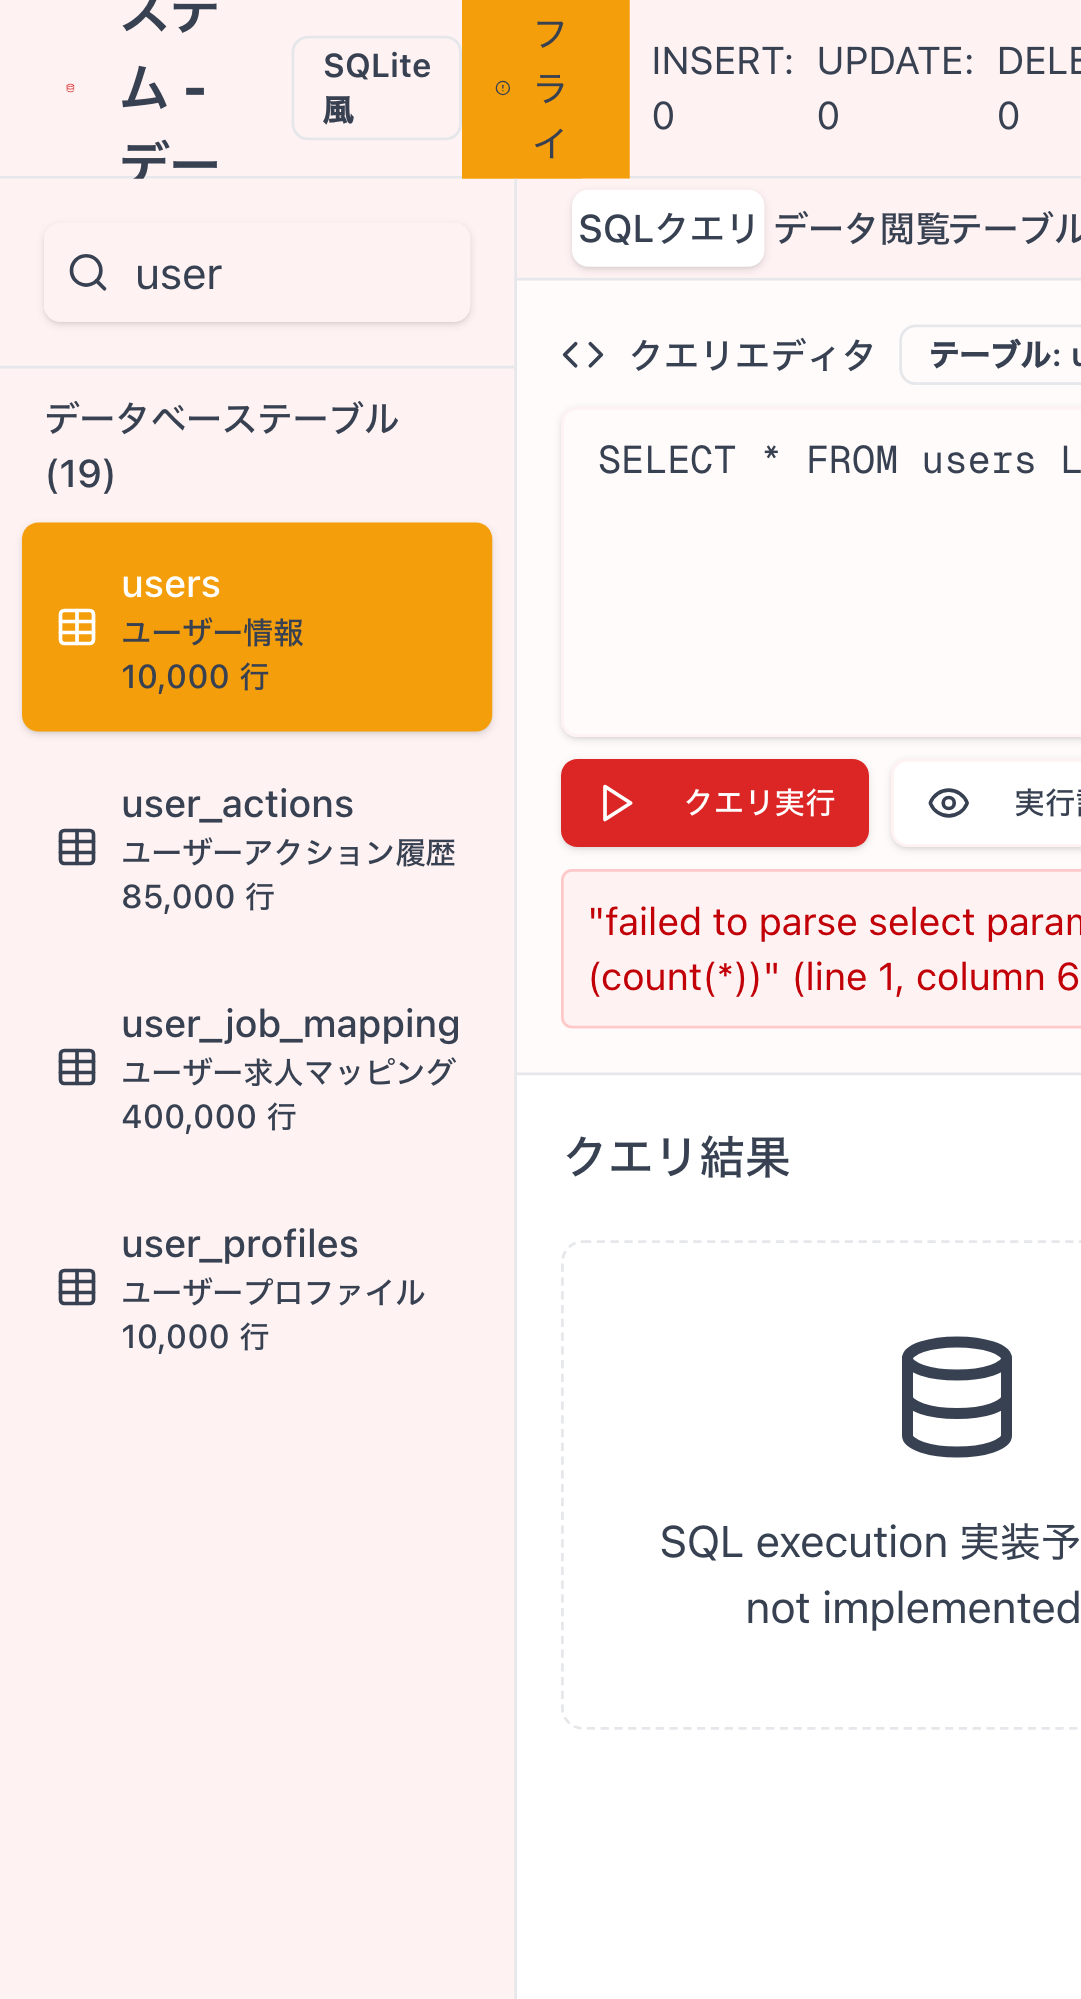 ステ
ム -
デー
SQLite
風
フ
ラ
イ
INSERT:
0
UPDATE:
0
DELE
0
user
SQLクエリ
データ閲覧
テーブル
クエリエディタ
テーブル: u
データベーステーブル
(19)
SELECT * FROM users L
users
ユーザー情報
10,000 行
user_actions
ユーザーアクション履歴
85,000 行
user_job_mapping
ユーザー求人マッピング
400,000 行
user_profiles
ユーザープロファイル
10,000 行
クエリ実行
実行
"failed to parse select param
(count(*))" (line 1, column 6
クエリ結果
SQL execution 実装予
not implemented